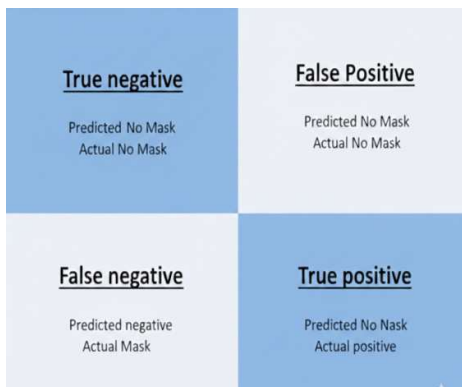 True negative
Predicted No Mask
Actual No Mask
False Positive
Predicted No Mask
Actual No Mask
False negative
Predicted negative
Actual Mask
True positive
Predicted No Nask
Actual positive